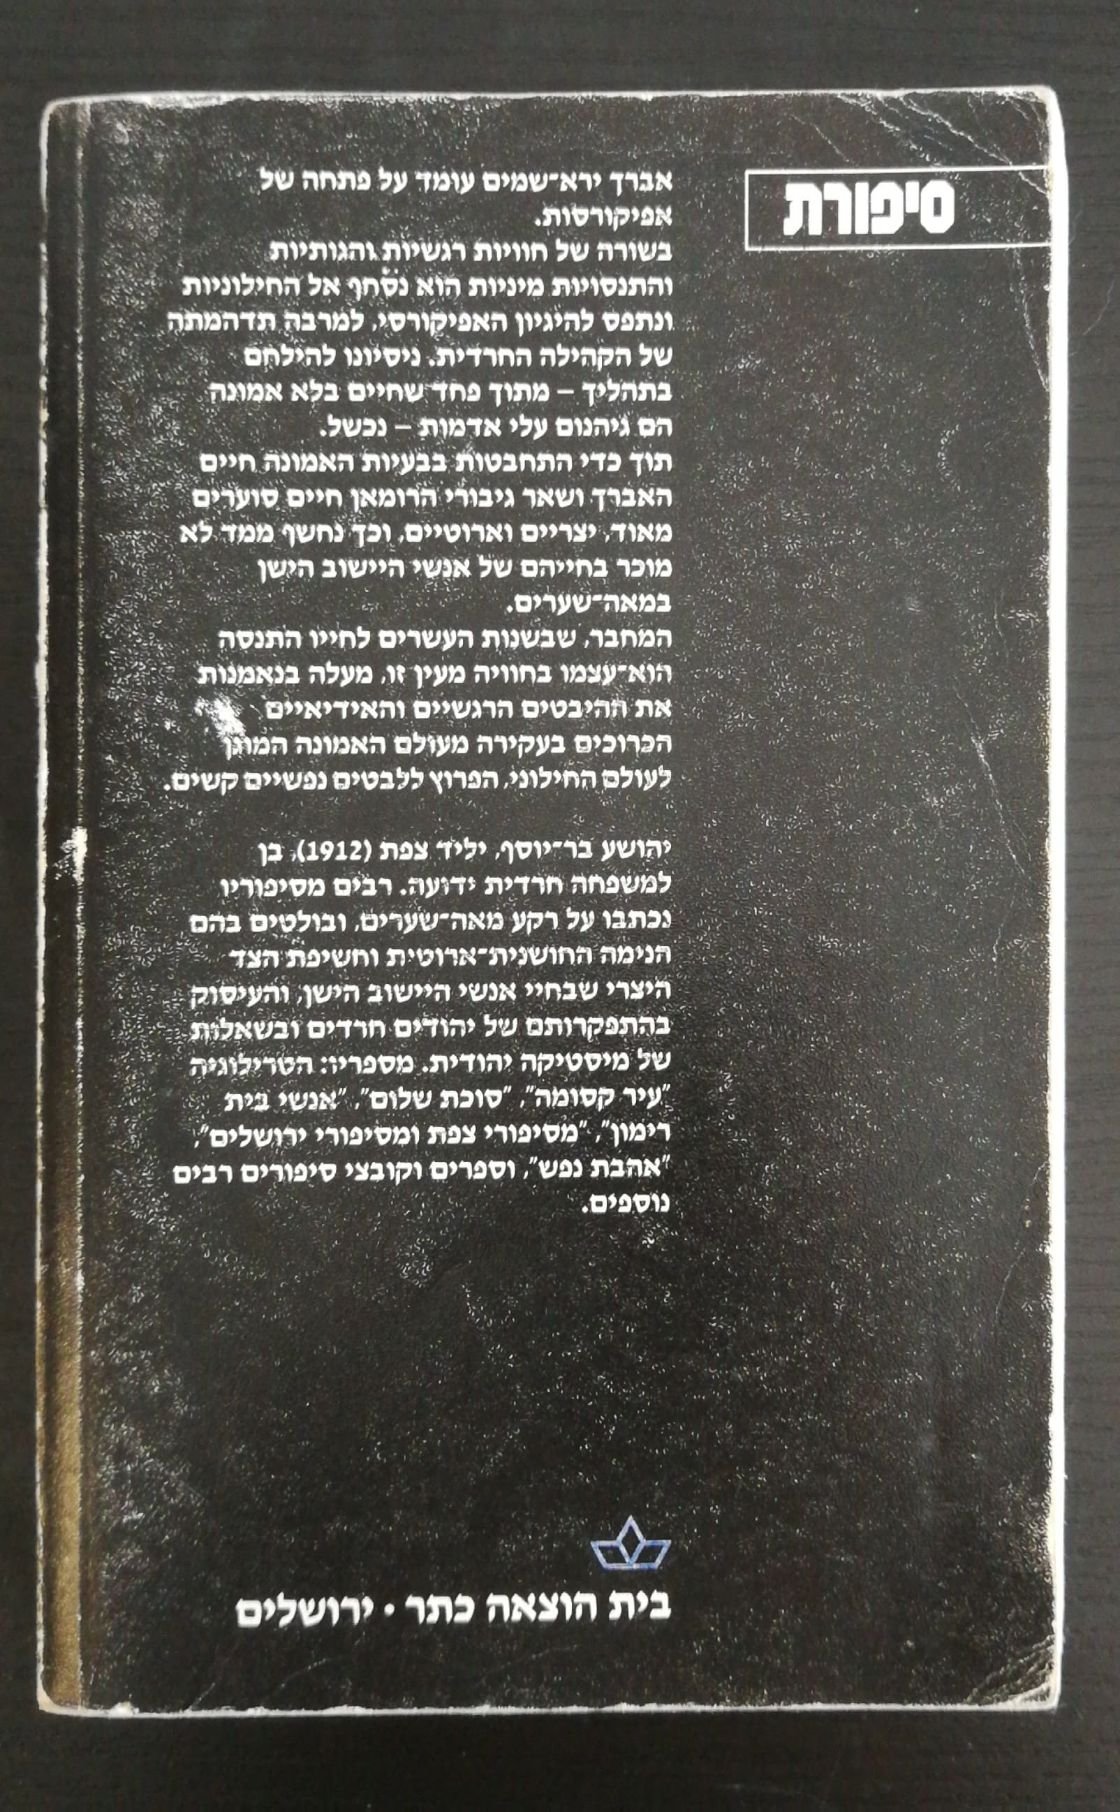 סיפורת
אברך ירא־שמים עומד על פתחה של
אפיקורסות.
בשורה של חוויות רגשיות והגותיות
והתנסויות מיניות הוא נסחף אל החילוניות
ונתפס להיגיון האפיקורסי, למרבה תדהמתה
של הקהילה החרדית. ניסיונו להילחם
בתהליך – מתוך פחד שחיים בלא אמונה
הם גיהנום עלי אדמות – נכשל.
תוך כדי התחבטות בבעיות האמונה חיים
האברך ושאר גיבורי הרומאן חיים סוערים
מאוד, יצריים וארוטיים, וכך נחשף ממד לא
מוכר בחייהם של אנשי היישוב הישן
במאה־שערים.
המחבר, שבשנות העשרים לחייו התנסה
הוא־עצמו בחוויה מעין זו, מעלה בנאמנות
את ההיבטים הרגשיים והאידיאיים
הכרוכים בעקירה מעולם האמונה המוגן
לעולם החילוני, הפרוץ ללבטים נפשיים קשים.
יהושע בר־יוסף, יליד צפת (1912), בן
למשפחה חרדית ידועה. רבים מסיפוריו
נכתבו על רקע מאה־שערים, ובולטים בהם
הנימה החושנית־ארוטית וחשיפת הצד
היצרי שבחיי אנשי היישוב הישן, והעיסוק
בהתפקרותם של יהודים חרדים ובשאלות
של מיסטיקה יהודית. מספריו: הטרילוגיה
"עיר קסומה", "סוכת שלום", "אנשי בית
רימון", "מסיפורי צפת ומסיפורי ירושלים",
"אהבת נפש", וספרים וקובצי סיפורים רבים
נוספים.
בית הוצאה כתר • ירושלים